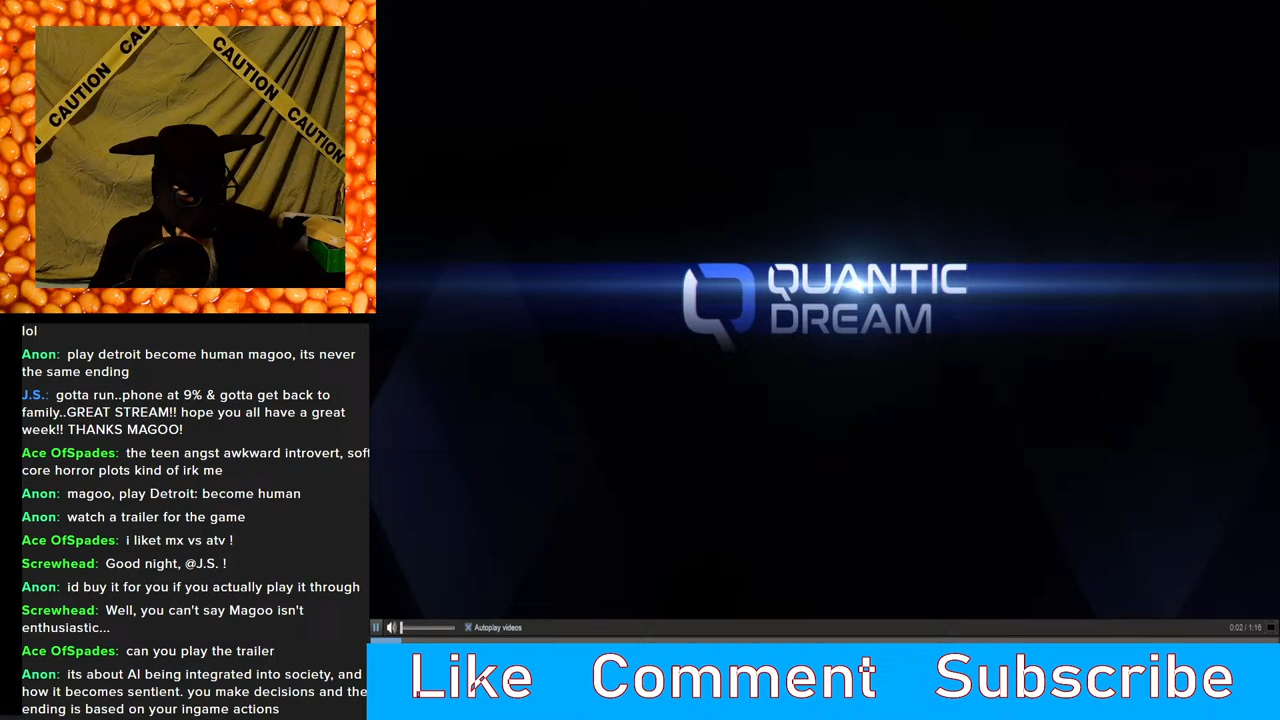 CAUTION
CAUTION
CAU
CAUTION
CAUTION
N
lol
Anon: play detroit become human magoo, its never
the same ending
J.S.: gotta run..phone at 9% & gotta get back to
family..GREAT STREAM!! hope you all have a great
week!! THANKS MAGOO!
Ace OfSpades: the teen angst awkward introvert, soft
core horror plots kind of irk me
Anon: magoo, play Detroit: become human
Anon: watch a trailer for the game
Ace OfSpades: i liket mx vs atv !
Screwhead: Good night, @J.S. !
Anon: id buy it for you if you actually play it through
Screwhead: Well, you can't say Magoo isn't
enthusiastic...
Ace OfSpades: can you play the trailer
Anon: its about AI being integrated into society, and
how it becomes sentient. you make decisions and the
ending is based on your ingame actions
QUANTIC
DREAM
Autoplay videos
0:02 / 1:16
Like Comment Subscribe